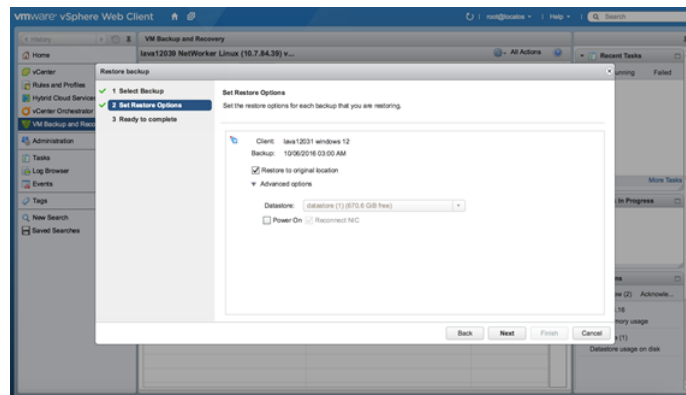 vmware® vSphere Web Client
root@localos
Help
Search
History
VM Backup and Recovery
Home
lava12039 NetWorker Linux (10.7.84.39) v...
All Actions
Recent Tasks
vCenter
Restore backup
Running Failed
Rules and Profiles
Hybrid Cloud Services
vCenter Orchestrator
VM Backup and Reco
Administration
Tasks
Log Browser
Events
Tags
New Search
Saved Searches
1 Select Backup
2 Set Restore Options
3 Ready to complete
Set Restore Options
Set the restore options for each backup that you are restoring.
Client: lava12031 windows 12
Backup: 10/06/2016 03:00 AM
Restore to original location
Advanced options
Datastore: datastore (1) (670.6 GiB free)
Power On Reconnect NIC
Back Next Finish Cancel
More Tasks
In Progress
(2) Acknowle...
.16
mory usage
(1)
Datastore usage on disk